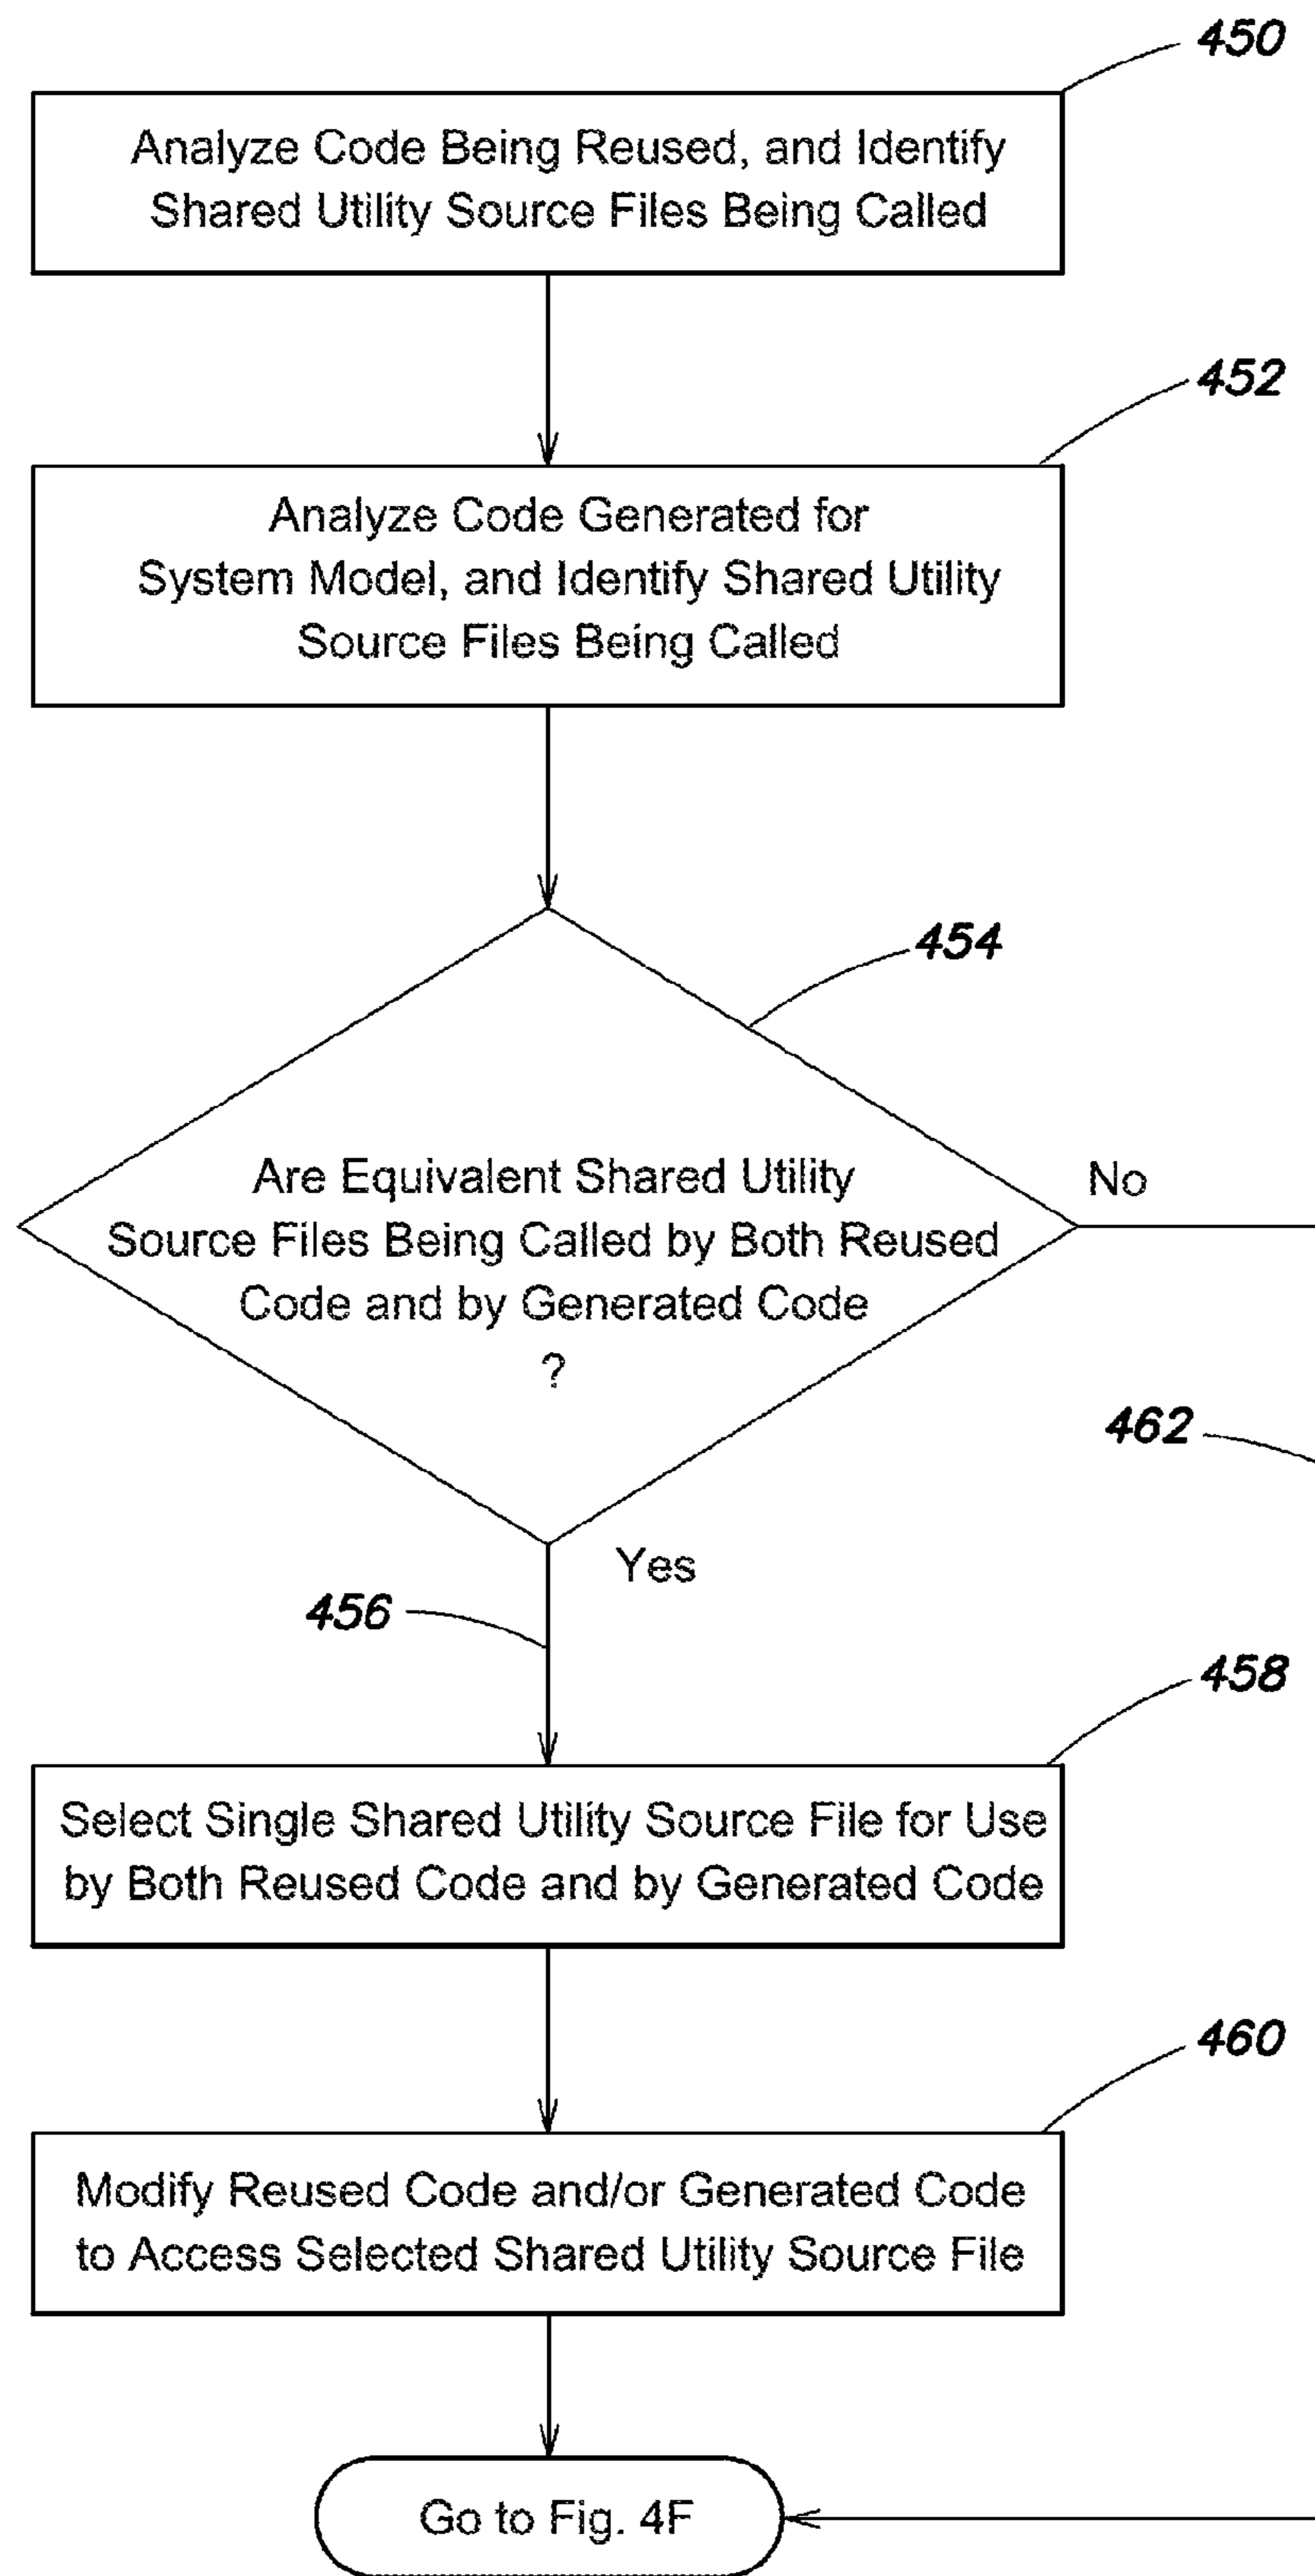 450
Analyze Code Being Reused, and Identify
Shared Utility Source Files Being Called
452
Analyze Code Generated for
System Model, and Identify Shared Utility
Source Files Being Called
454
Are Equivalent Shared Utility
Source Files Being Called by Both Reused
Code and by Generated Code
?
No
462
Yes
456
458
Select Single Shared Utility Source File for Use
by Both Reused Code and by Generated Code
460
Modify Reused Code and/or Generated Code
to Access Selected Shared Utility Source File
Go to Fig. 4F